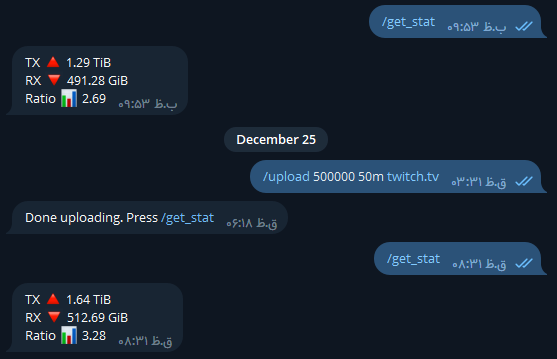 /get_stat ۰۹:۵۳ ب.ظ
TX 🔺 1.29 TiB
RX 🔻 491.28 GiB
Ratio 📊 2.69 ۰۹:۵۳ ب.ظ
December 25
/upload 500000 50m twitch.tv ۰۳:۳۱ ق.ظ
Done uploading. Press /get_stat ۰۶:۱۸ ق.ظ
/get_stat ۰۸:۳۱ ق.ظ
TX 🔺 1.64 TiB
RX 🔻 512.69 GiB
Ratio 📊 3.28 ۰۸:۳۱ ق.ظ